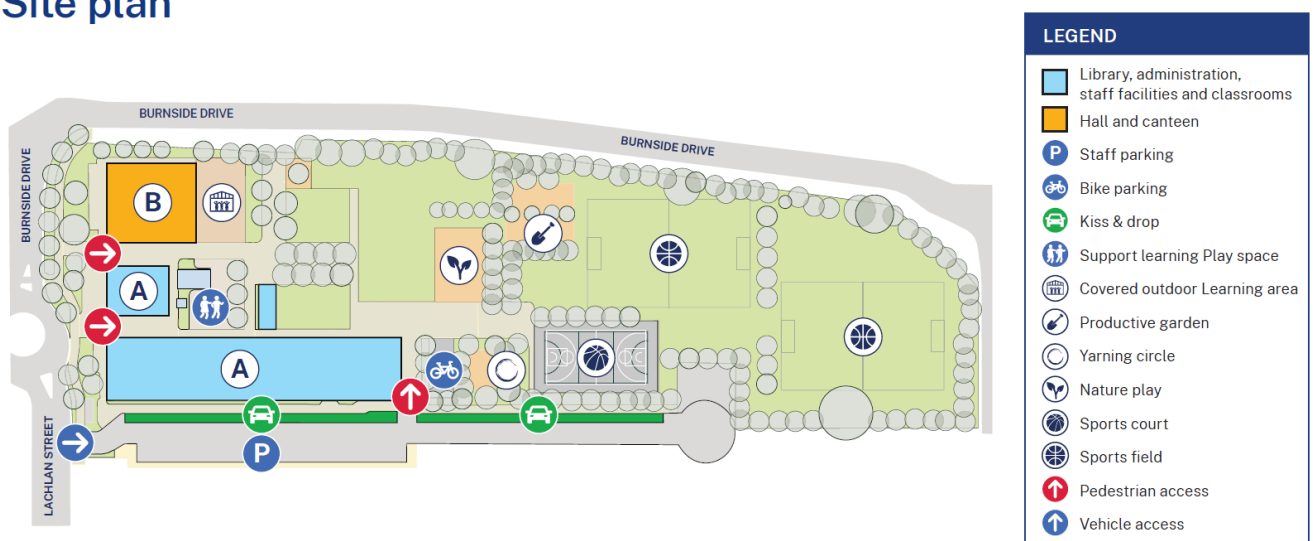 Site plan
BURNSIDE DRIVE
BURNSIDE DRIVE
BURNSIDE DRIVE
B
A
A
P
LACHLAN STREET
LEGEND
Library, administration,
staff facilities and classrooms
Hall and canteen
P Staff parking
Bike parking
Kiss & drop
Support learning Play space
Covered outdoor Learning area
Productive garden
Yarning circle
Nature play
Sports court
Sports field
Pedestrian access
Vehicle access